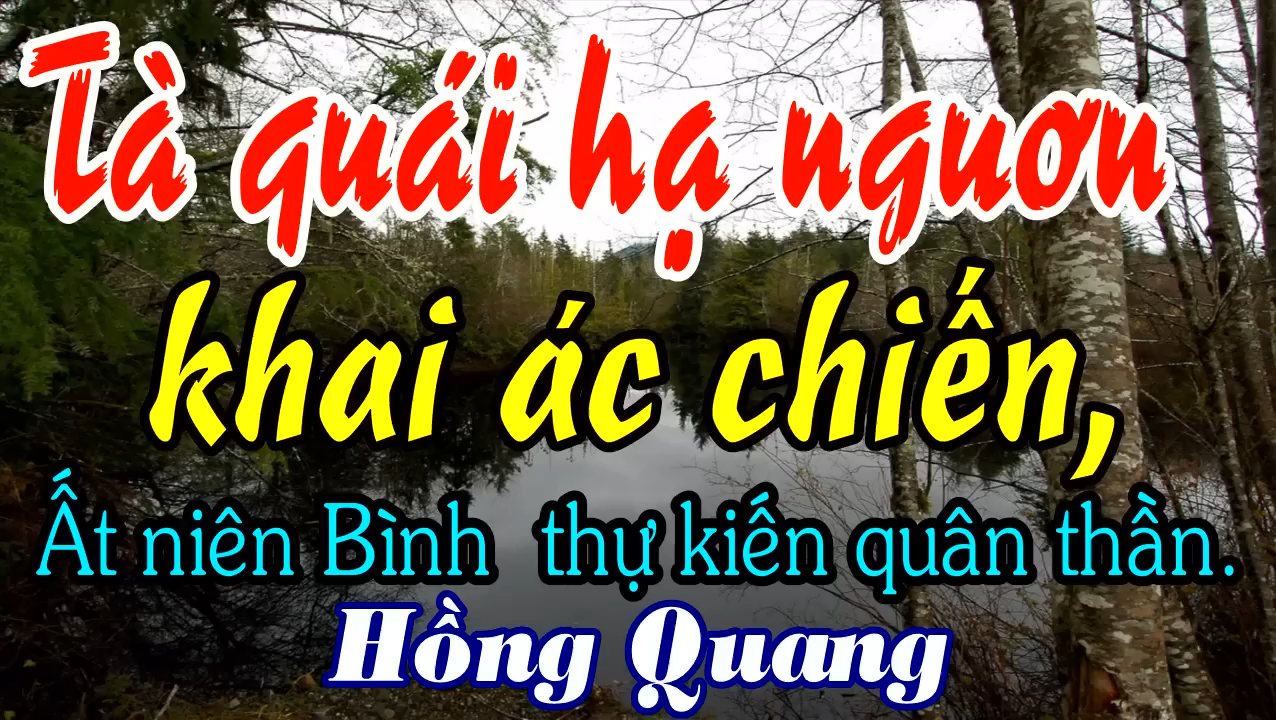 Tà quái hạ nguơn
khai ác chiến,
Ất niên Bình thự kiến quân thần.
Hồng Quang